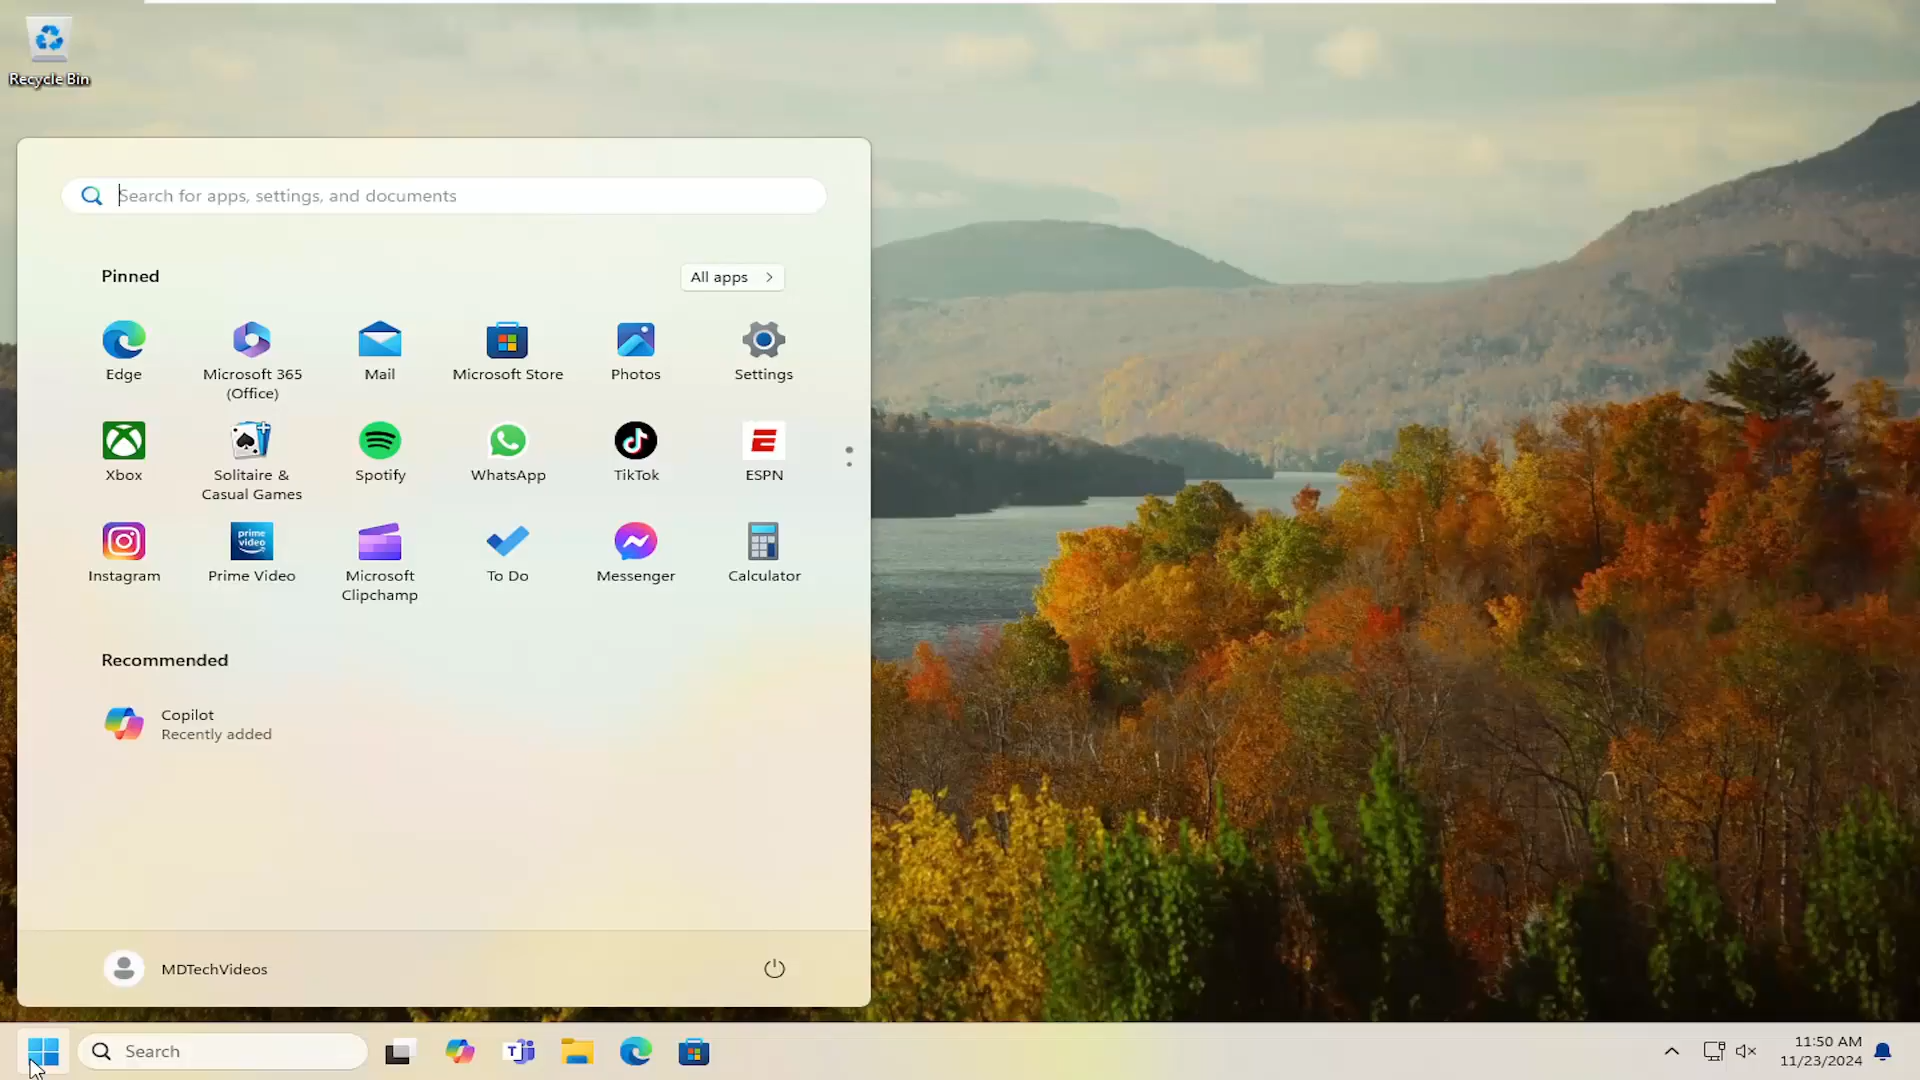 Recycle Bin
Search for apps, settings, and documents
Pinned
All apps
Edge
Microsoft 365
(Office)
Mail
Microsoft Store
Photos
Settings
Xbox
Solitaire &
Casual Games
Spotify
WhatsApp
TikTok
ESPN
prime
video
Instagram
Prime Video
Microsoft
Clipchamp
To Do
Messenger
Calculator
Recommended
Copilot
Recently added
MDTechVideos
Search
11:50 AM
11/23/2024